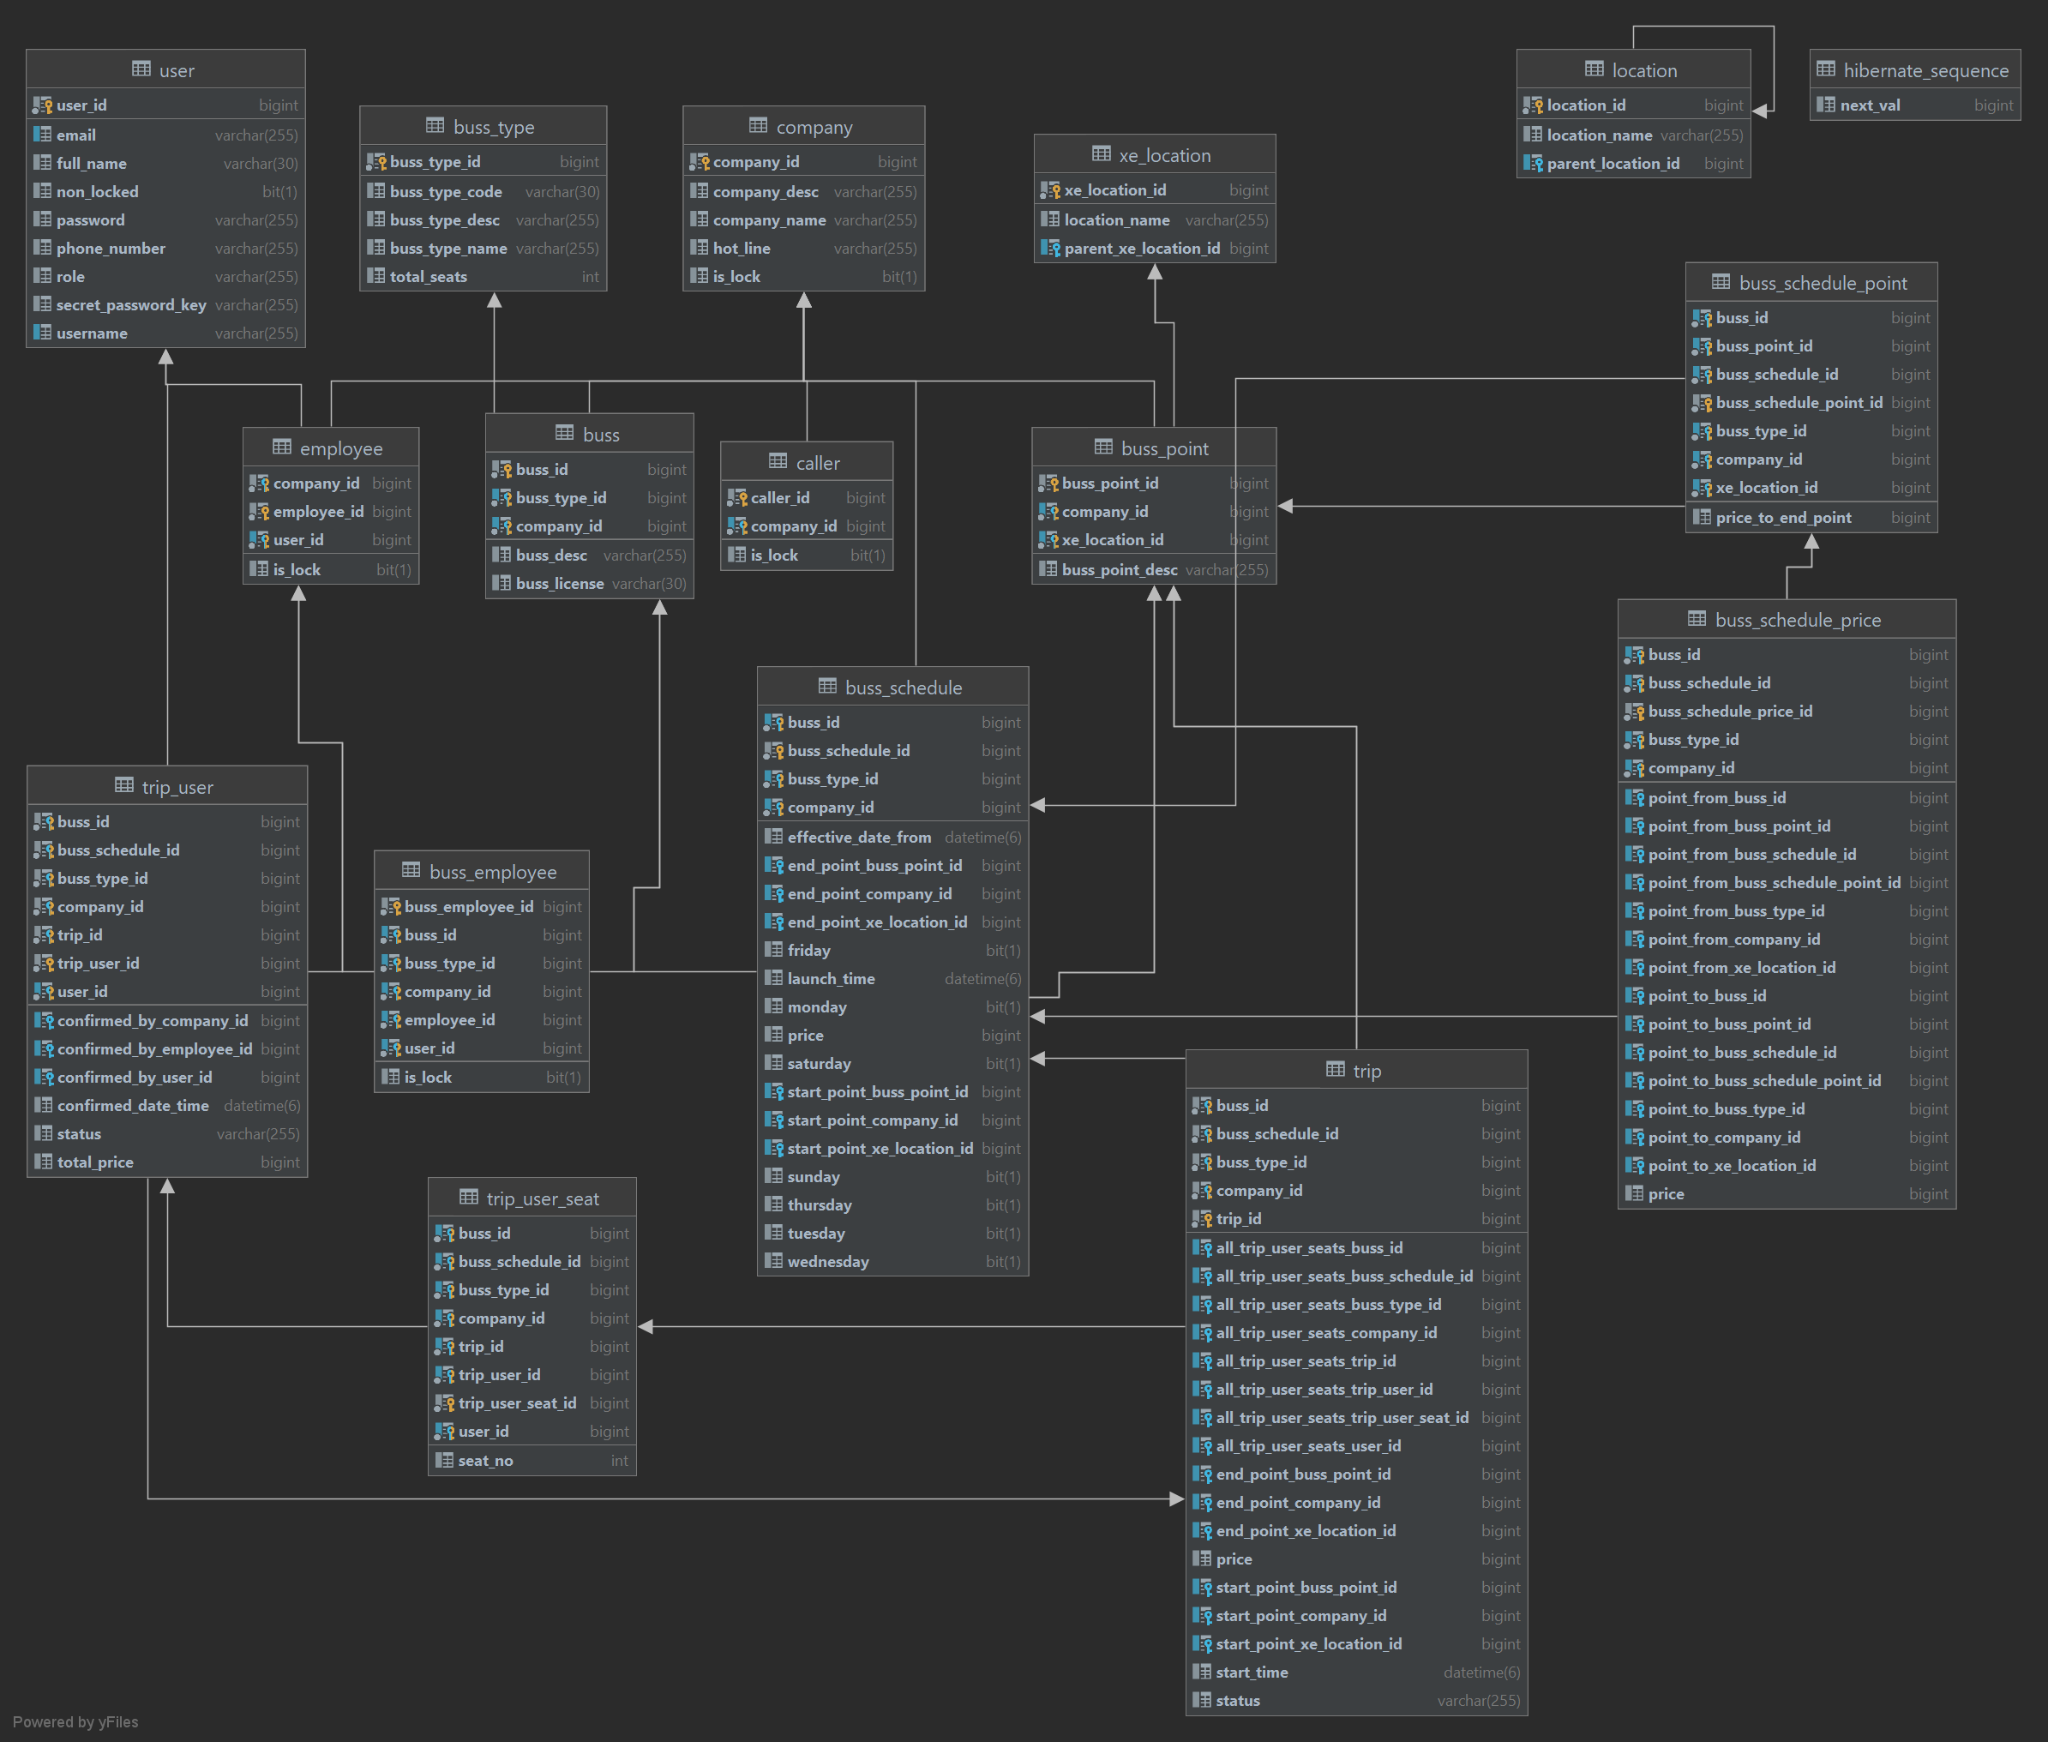 user
user_id bigint
email varchar(255)
full_name varchar(30)
non_locked bit(1)
password varchar(255)
phone_number varchar(255)
role varchar(255)
secret_password_key varchar(255)
username varchar(255)
buss_type
buss_type_id bigint
buss_type_code varchar(30)
buss_type_desc varchar(255)
buss_type_name varchar(255)
total_seats int
company
company_id bigint
company_desc varchar(255)
company_name varchar(255)
hot_line varchar(255)
is_lock bit(1)
xe_location
xe_location_id bigint
location_name varchar(255)
parent_xe_location_id bigint
location
location_id bigint
location_name varchar(255)
parent_location_id bigint
hibernate_sequence
next_val bigint
buss_schedule_point
buss_id bigint
buss_point_id bigint
buss_schedule_id bigint
buss_schedule_point_id bigint
buss_type_id bigint
company_id bigint
xe_location_id bigint
price_to_end_point bigint
employee
company_id bigint
employee_id bigint
user_id bigint
is_lock bit(1)
buss
buss_id bigint
buss_type_id bigint
company_id bigint
buss_desc varchar(255)
buss_license varchar(30)
caller
caller_id bigint
company_id bigint
is_lock bit(1)
buss_point
buss_point_id bigint
company_id bigint
xe_location_id bigint
buss_point_desc varchar(255)
buss_schedule_price
buss_id bigint
buss_schedule_id bigint
buss_schedule_price_id bigint
buss_type_id bigint
company_id bigint
point_from_buss_id bigint
point_from_buss_point_id bigint
point_from_buss_schedule_id bigint
point_from_buss_schedule_point_id bigint
point_from_buss_type_id bigint
point_from_company_id bigint
point_from_xe_location_id bigint
point_to_buss_id bigint
point_to_buss_point_id bigint
point_to_buss_schedule_id bigint
point_to_buss_schedule_point_id bigint
point_to_buss_type_id bigint
point_to_company_id bigint
point_to_xe_location_id bigint
price bigint
buss_schedule
buss_id bigint
buss_schedule_id bigint
buss_type_id bigint
company_id bigint
effective_date_from datetime(6)
end_point_buss_point_id bigint
end_point_company_id bigint
end_point_xe_location_id bigint
friday bit(1)
launch_time datetime(6)
monday bit(1)
price bigint
saturday bit(1)
start_point_buss_point_id bigint
start_point_company_id bigint
start_point_xe_location_id bigint
sunday bit(1)
thursday bit(1)
tuesday bit(1)
wednesday bit(1)
trip_user
buss_id bigint
buss_schedule_id bigint
buss_type_id bigint
company_id bigint
trip_id bigint
trip_user_id bigint
user_id bigint
confirmed_by_company_id bigint
confirmed_by_employee_id bigint
confirmed_by_user_id bigint
confirmed_date_time datetime(6)
status varchar(255)
total_price bigint
buss_employee
buss_employee_id bigint
buss_id bigint
buss_type_id bigint
company_id bigint
employee_id bigint
user_id bigint
is_lock bit(1)
trip
buss_id bigint
buss_schedule_id bigint
buss_type_id bigint
company_id bigint
trip_id bigint
all_trip_user_seats_buss_id bigint
all_trip_user_seats_buss_schedule_id bigint
all_trip_user_seats_buss_type_id bigint
all_trip_user_seats_company_id bigint
all_trip_user_seats_trip_id bigint
all_trip_user_seats_trip_user_id bigint
all_trip_user_seats_trip_user_seat_id bigint
all_trip_user_seats_user_id bigint
end_point_buss_point_id bigint
end_point_company_id bigint
end_point_xe_location_id bigint
price bigint
start_point_buss_point_id bigint
start_point_company_id bigint
start_point_xe_location_id bigint
start_time datetime(6)
status varchar(255)
trip_user_seat
buss_id bigint
buss_schedule_id bigint
buss_type_id bigint
company_id bigint
trip_id bigint
trip_user_id bigint
trip_user_seat_id bigint
user_id bigint
seat_no int
Powered by yFiles